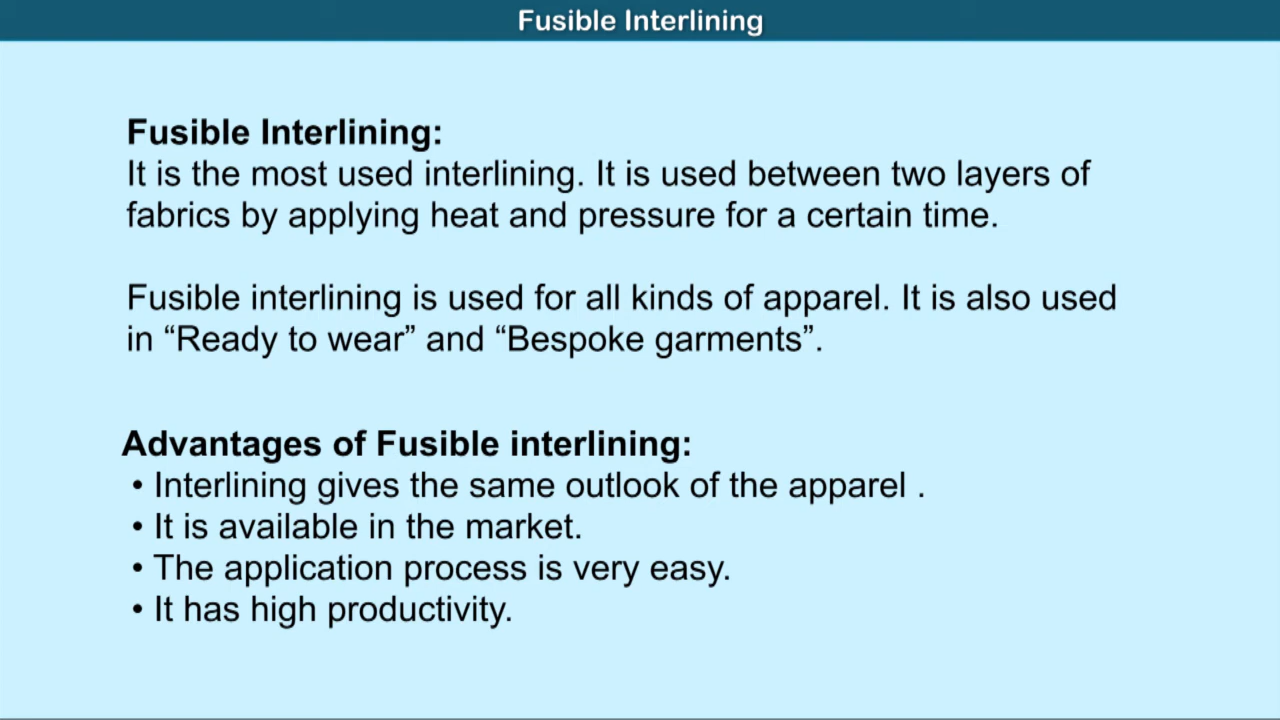 Fusible Interlining
Fusible Interlining:
It is the most used interlining. It is used between two layers of
fabrics by applying heat and pressure for a certain time.
Fusible interlining is used for all kinds of apparel. It is also used
in “Ready to wear” and “Bespoke garments”.
Advantages of Fusible interlining:
• Interlining gives the same outlook of the apparel .
• It is available in the market.
• The application process is very easy.
• It has high productivity.